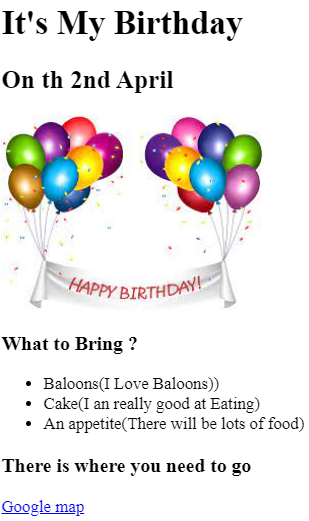 It's My Birthday
On th 2nd April
HAPPY BIRTHDAY!
What to Bring ?
Baloons(I Love Baloons))
Cake(I an really good at Eating)
An appetite(There will be lots of food)
There is where you need to go
Google map